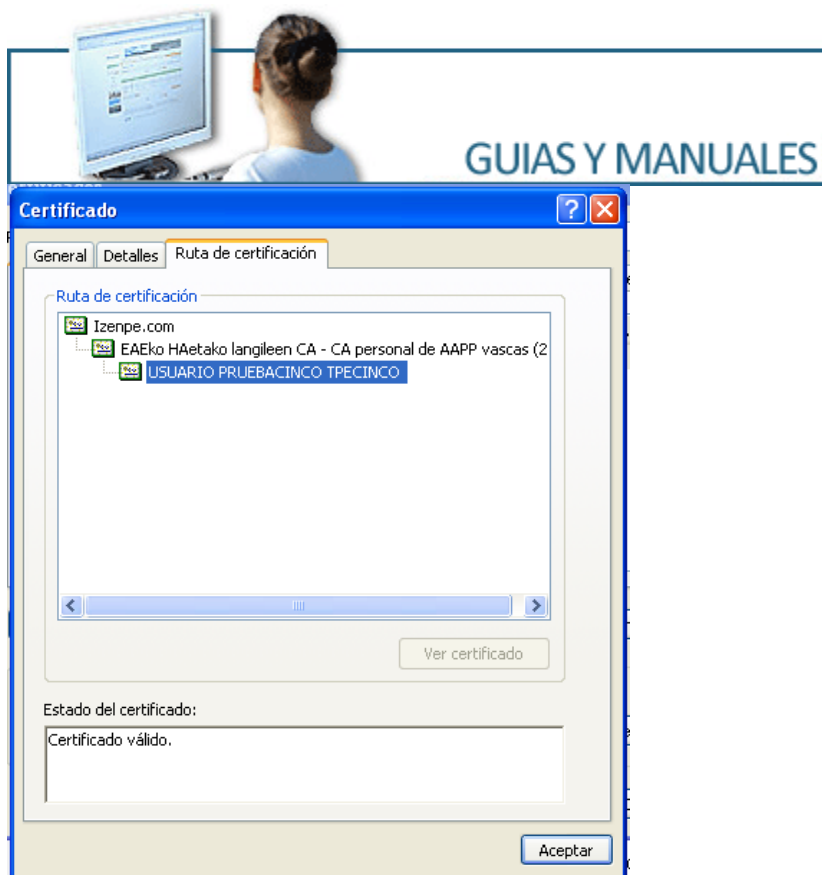 GUIAS Y MANUALES
Certificado
General Detalles Ruta de certificación
Ruta de certificación
Izenpe.com
EAEko HAetako langileen CA - CA personal de AAPP vascas (2
USUARIO PRUEBACINCO TPECINCO
Ver certificado
Estado del certificado:
Certificado válido.
Aceptar